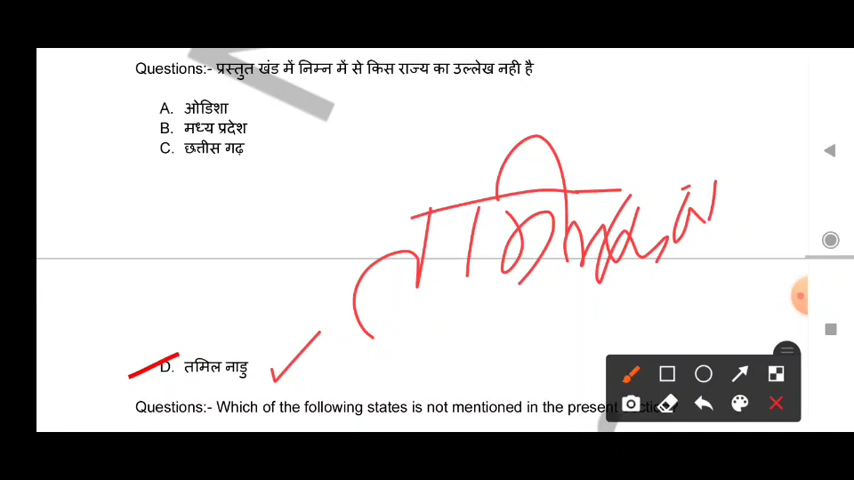 Questions:- प्रस्तुत खंड में निम्न में से किस राज्य का उल्लेख नही है
A. ओडिशा
B. मध्य प्रदेश
C. छत्तीस गढ़
D. तमिल नाडु
Questions:- Which of the following states is not mentioned in the present